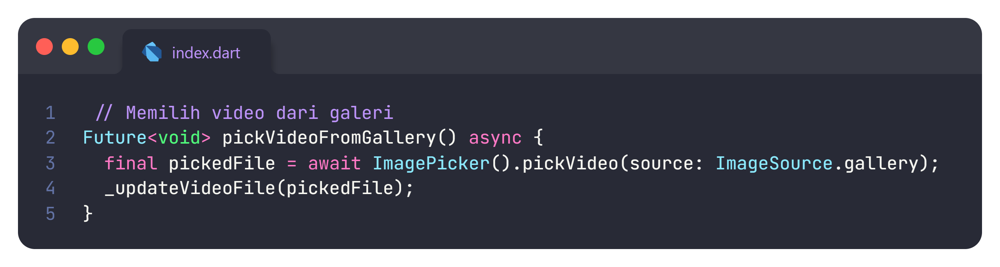 index.dart
1 // Memilih video dari galeri
2 Future<void> pickVideoFromGallery() async {
3 final pickedFile = await ImagePicker().pickVideo(source: ImageSource.gallery);
4 _updateVideoFile(pickedFile);
5 }